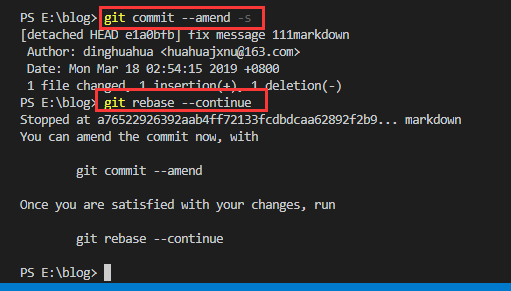 PS E:\blog> git commit --amend -s
[detached HEAD e1a0bfb] fix message 111markdown
Author: dinghuahua <huahuajxnu@163.com>
Date: Mon Mar 18 02:54:15 2019 +0800
1 file changed, 1 insertion(+), 1 deletion(-)
PS E:\blog> git rebase --continue
Stopped at a76522926392aab4ff72133fcdbdcaa62892f2b9... markdown
You can amend the commit now, with
git commit --amend
Once you are satisfied with your changes, run
git rebase --continue
PS E:\blog>